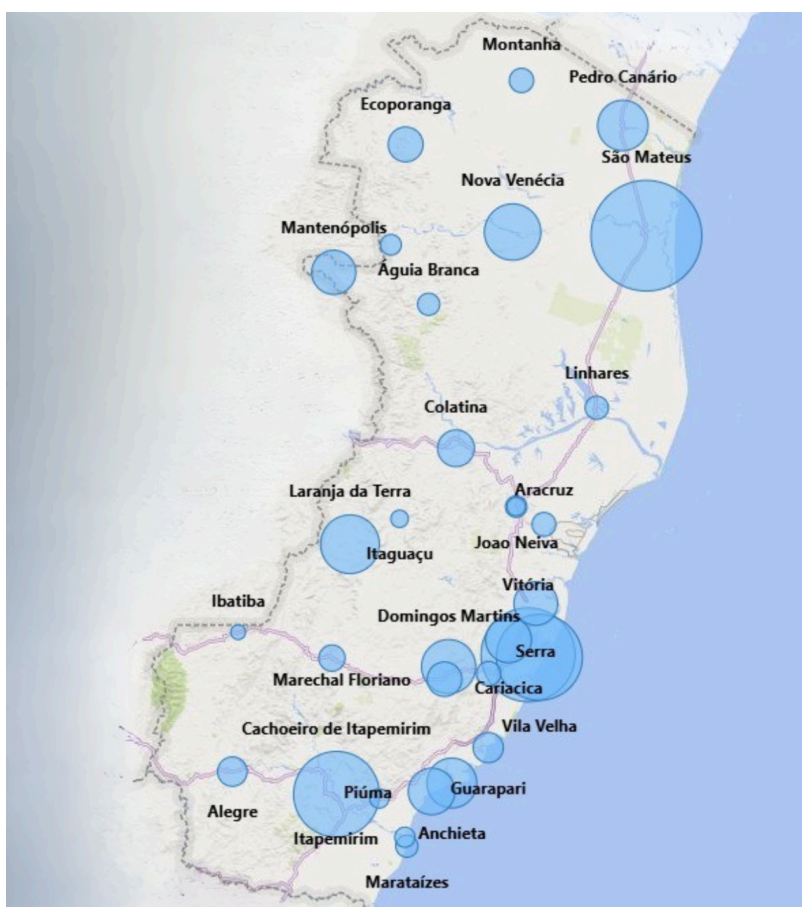 Montanha
Pedro Canário
Ecoporanga
São Mateus
Nova Venécia
Mantenópolis
Águia Branca
Linhares
Colatina
Laranja da Terra
Aracruz
Joao Neiva
Itaguaçu
Vitória
Ibatiba
Domingos Martins
Serra
Marechal Floriano
Cariacica
Cachoeiro de Itapemirim
Vila Velha
Piúma
Guarapari
Alegre
Itapemirim
Anchieta
Marataízes